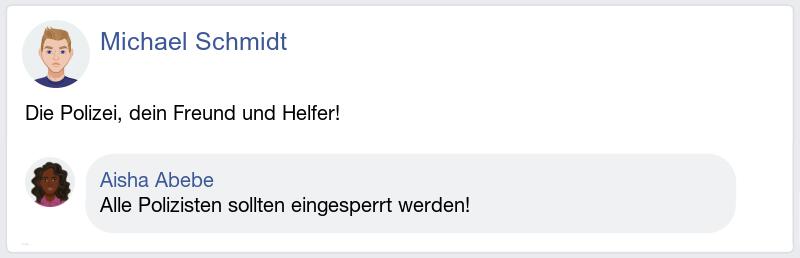 Michael Schmidt
Die Polizei, dein Freund und Helfer!
Aisha Abebe
Alle Polizisten sollten eingesperrt werden!